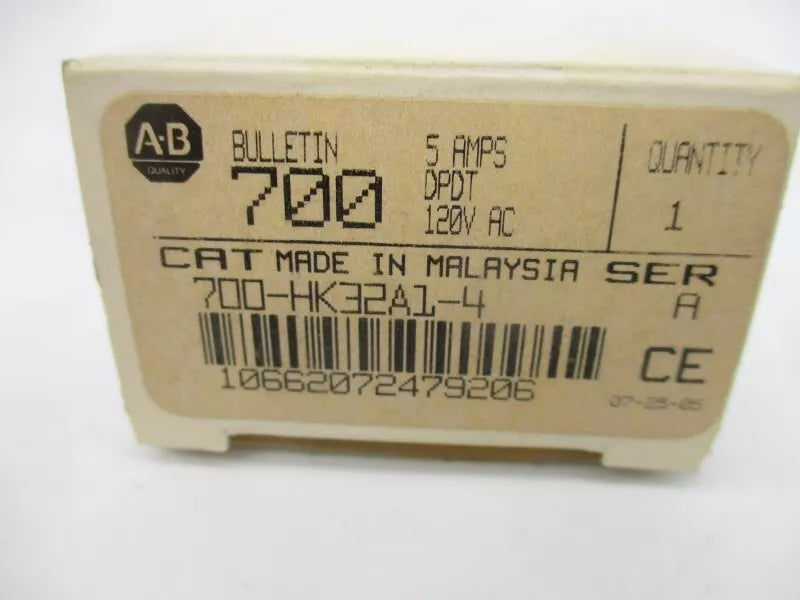 A-B
QUALITY
BULLETIN
700
5 AMPS
DPDT
120V AC
QUANTITY
1
CAT MADE IN MALAYSIA SER
700-HK32A1-4 A
10662072479206
CE
07-25-05